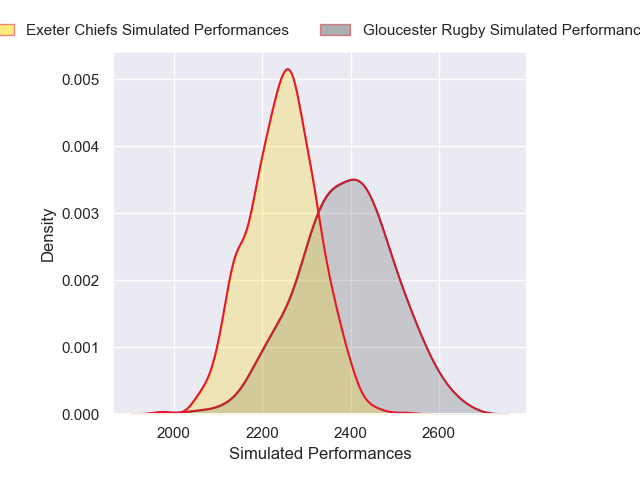 Exeter Chiefs Simulated Performances
Gloucester Rugby Simulated Performanc
0.005
0.004
0.003
0.002
0.001
0.000
Density
2000
2200
2400
2600
Simulated Performances